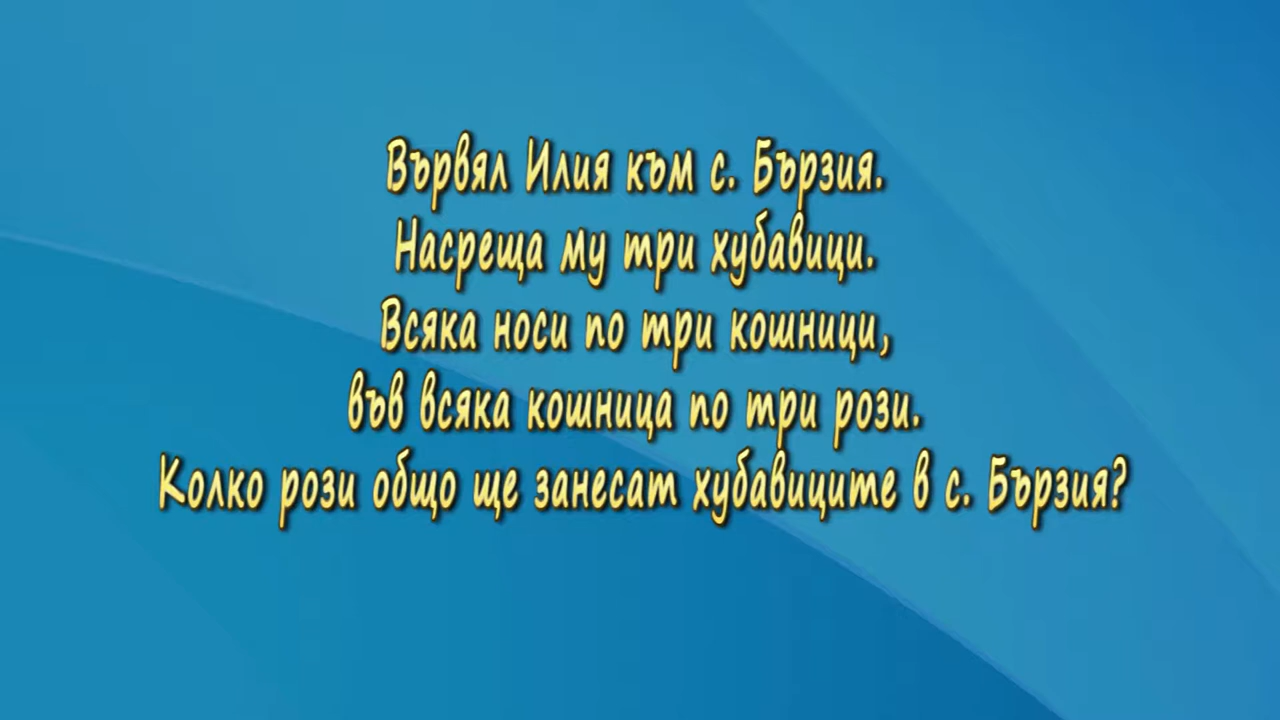 Вървял Илия към с. Бързия.
Насреща му три хубавици.
Всяка носи по три кошници,
във всяка кошница по три рози.
Колко рози общо ще занесат хубавиците в с. Бързия?